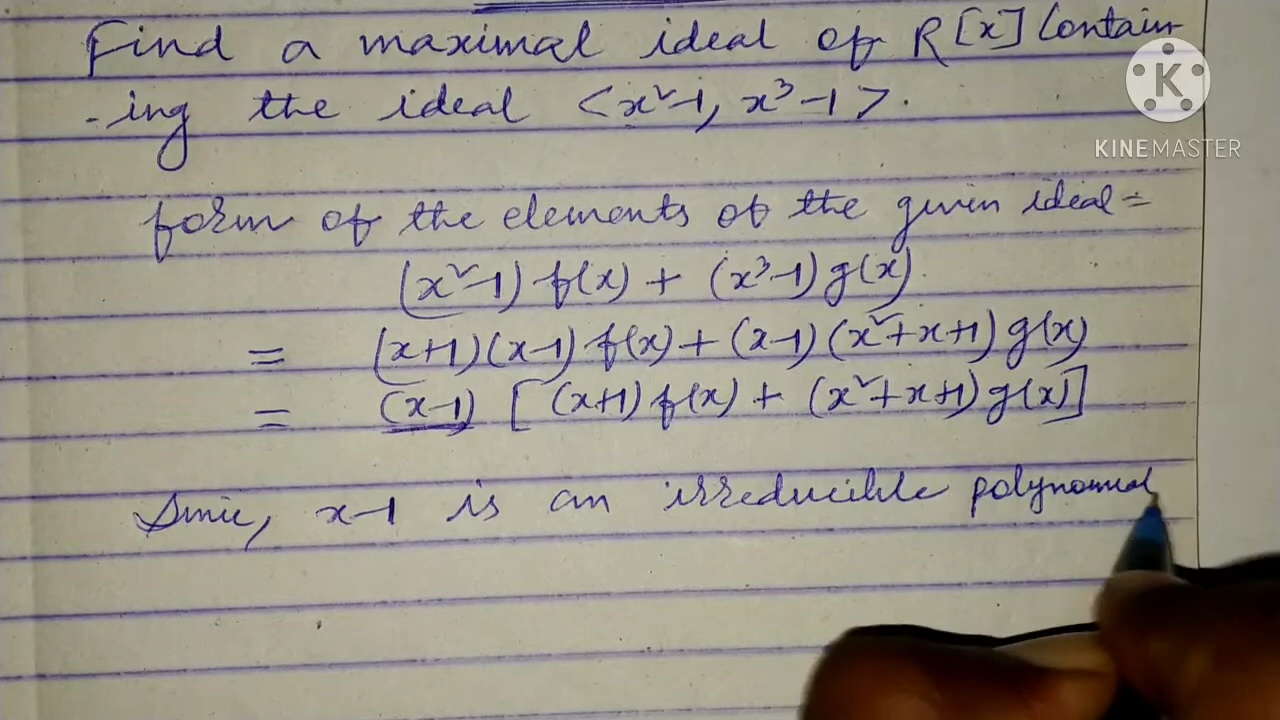 Find a maximal ideal of R[x] Contain-
-ing the ideal <x²-1, x³-1>.
K
KINEMASTER
form of the elements of the given ideal =
(x²-1) f(x) + (x³-1) g(x).
= (x+1)(x-1) f(x) + (x-1) (x²+x+1) g(x)
= (x-1) [(x+1) f(x) + (x²+x+1) g(x)]
Since, x-1 is an irreducible polynomial